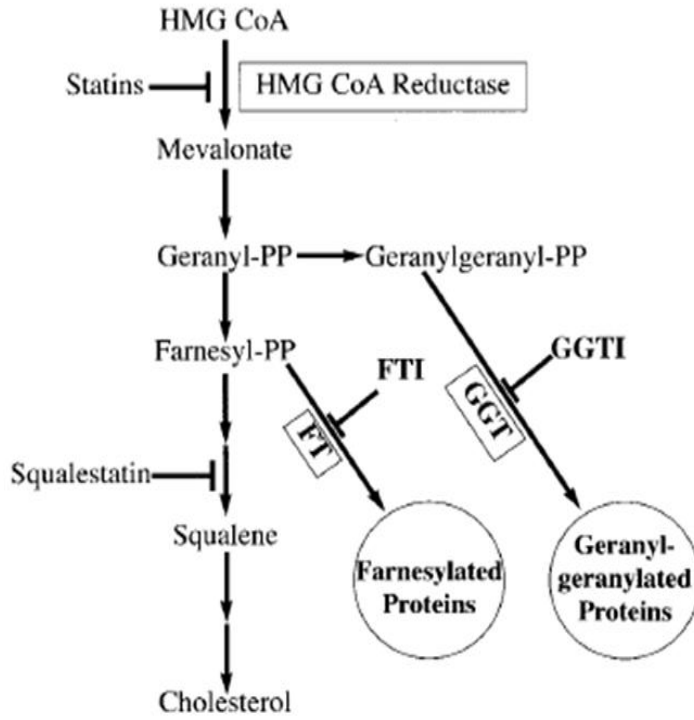 HMG CoA
Statins
HMG CoA Reductase
Mevalonate
Geranyl-PP
Geranylgeranyl-PP
Farnesyl-PP
FTI
GGTI
FT
GGT
Squalestatin
Squalene
Farnesylated
Proteins
Geranyl-
geranylated
Proteins
Cholesterol